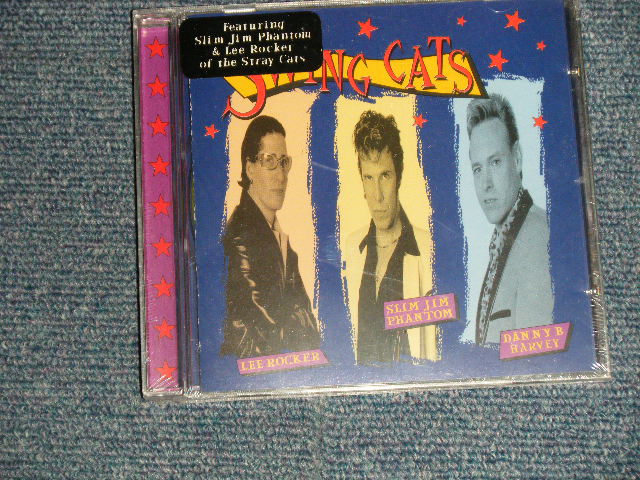 Featuring
Slim Jim Phantom
& Lee Rocker
of the Stray Cats
SWING CATS
LEE ROCKER
SLIM JIM
PHANTOM
DANNY B
HARVEY